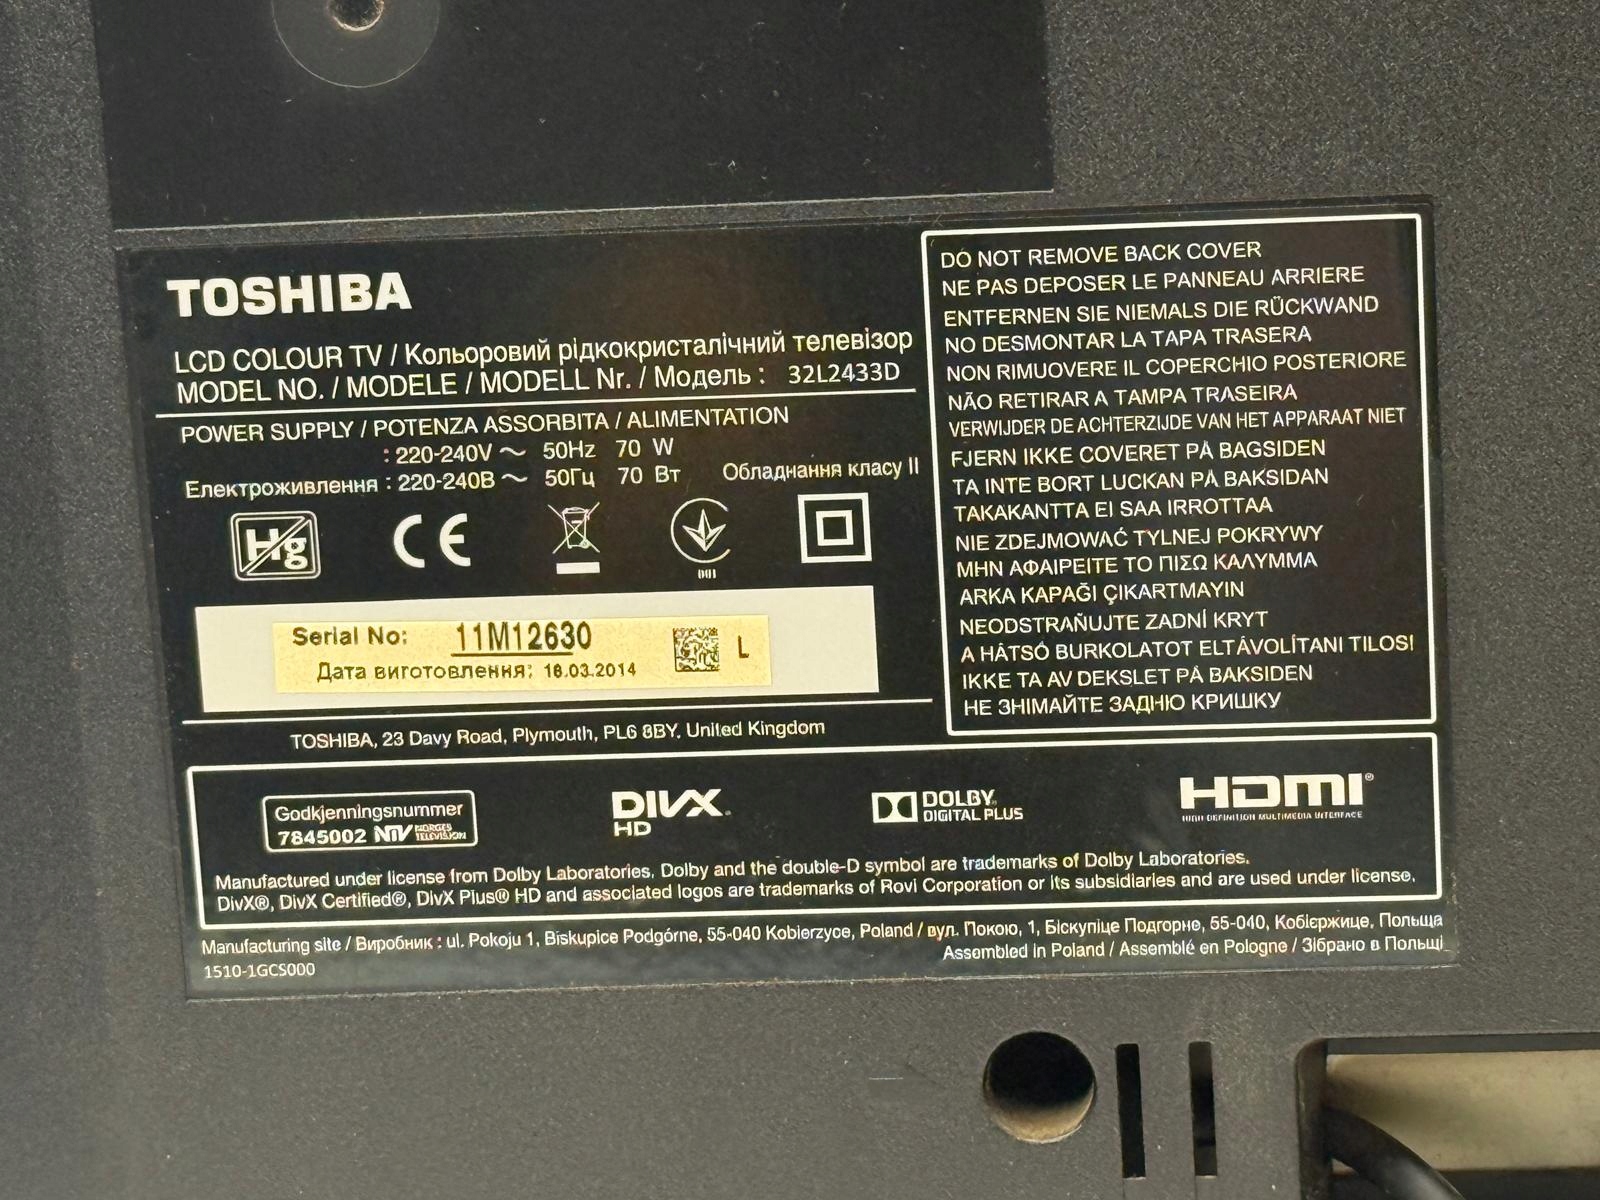 TOSHIBA
LCD COLOUR TV / Кольоровий рідкокристалічний телевізор
MODEL NO. / MODELE / MODELL Nr. / Модель : 32L2433D
POWER SUPPLY / POTENZA ASSORBITA / ALIMENTATION
: 220-240V ~ 50Hz 70 W
Електроживлення : 220-240В ~ 50Гц 70 Вт Обладнання класу II
Hg
CE
Serial No: 11M12630
L
Дата виготовлення: 18.03.2014
TOSHIBA, 23 Davy Road, Plymouth, PL6 8BY. United Kingdom
DO NOT REMOVE BACK COVER
NE PAS DEPOSER LE PANNEAU ARRIERE
ENTFERNEN SIE NIEMALS DIE RÜCKWAND
NO DESMONTAR LA TAPA TRASERA
NON RIMUOVERE IL COPERCHIO POSTERIORE
NÃO RETIRAR A TAMPA TRASEIRA
VERWIJDER DE ACHTERZIJDE VAN HET APPARAAT NIET
FJERN IKKE COVERET PÅ BAGSIDEN
TA INTE BORT LUCKAN PÅ BAKSIDAN
TAKAKANTTA EI SAA IRROTTAA
NIE ZDEJMOWAĆ TYLNEJ POKRYWY
ΜΗΝ ΑΦΑΙΡΕΙΤΕ ΤΟ ΠΙΣΩ ΚΑΛΥΜΜΑ
ARKA KAPAĞI ÇIKARTMAYIN
NEODSTRAŇUJTE ZADNÍ KRYT
A HÁTSÓ BURKOLATOT ELTÁVOLÍTANI TILOS!
IKKE TA AV DEKSLET PÅ BAKSIDEN
НЕ ЗНІМАЙТЕ ЗАДНЮ КРИШКУ
Godkjenningsnummer
7845002 NTV NORGES TELEVISJON
DIVX HD
DOLBY DIGITAL PLUS
HDMI®
HIGH DEFINITION MULTIMEDIA INTERFACE
Manufactured under license from Dolby Laboratories. Dolby and the double-D symbol are trademarks of Dolby Laboratories.
DivX®, DivX Certified®, DivX Plus® HD and associated logos are trademarks of Rovi Corporation or its subsidiaries and are used under license.
Manufacturing site / Виробник : ul. Pokoju 1, Biskupice Podgórne, 55-040 Kobierzyce, Poland / вул. Покою, 1, Біскупіце Подгорне, 55-040, Кобієржице, Польща
Assembled in Poland / Assemblé en Pologne / Зібрано в Польщі
1510-1GCS000